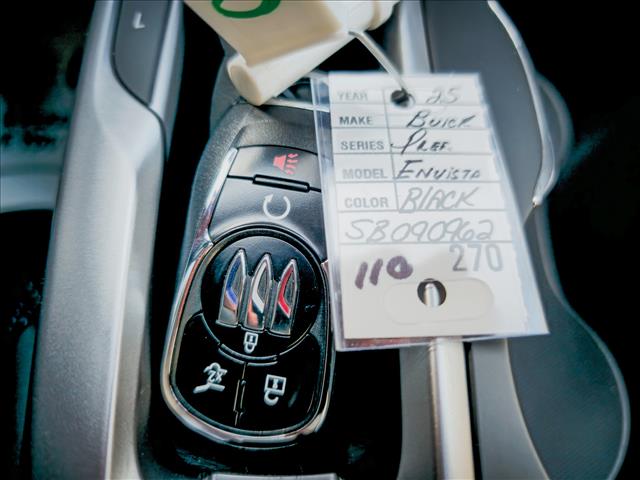 L
YEAR 25
MAKE Buick
SERIES Pref.
MODEL ENVISTA
COLOR BLACK
SB090962
110 270